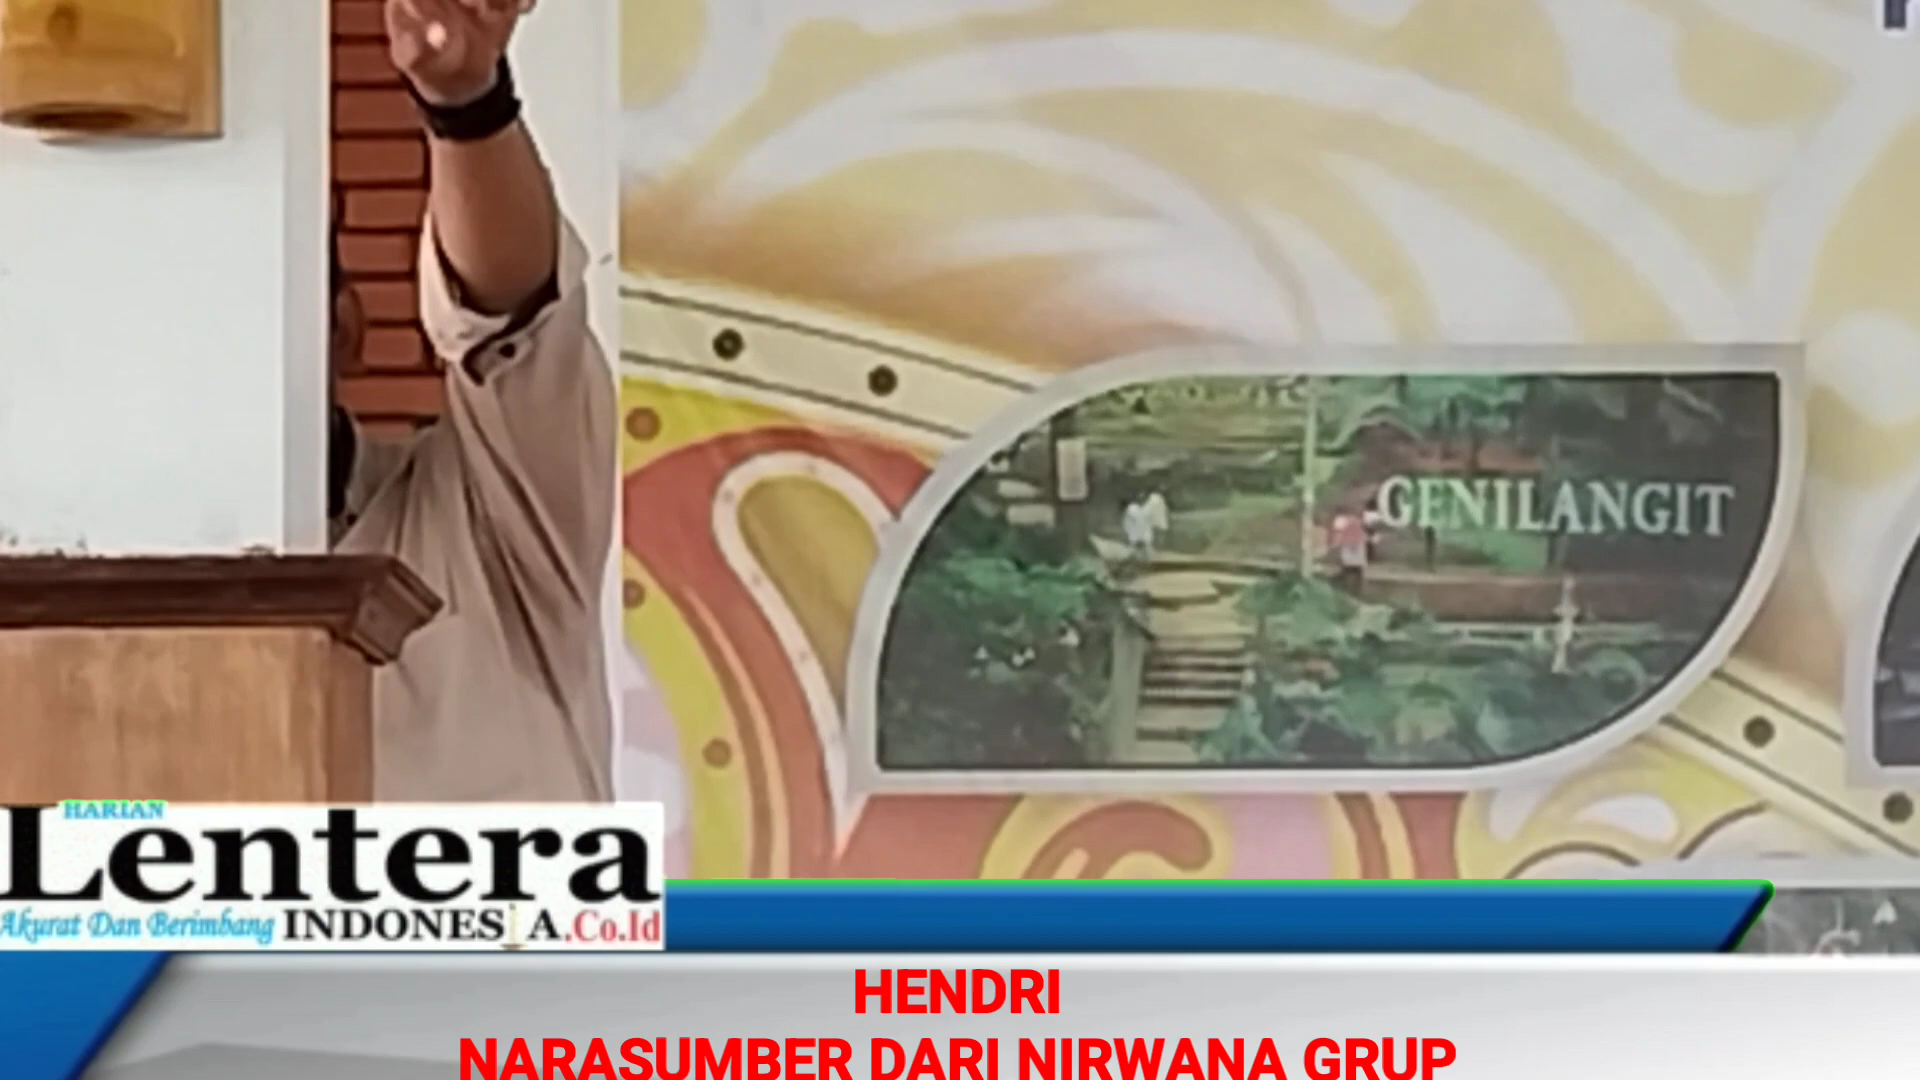 GENILANGIT
HARIAN
Lentera
Akurat Dan Berimbang INDONESIA.Co.Id
HENDRI
NARASUMBER DARI NIRWANA GRUP